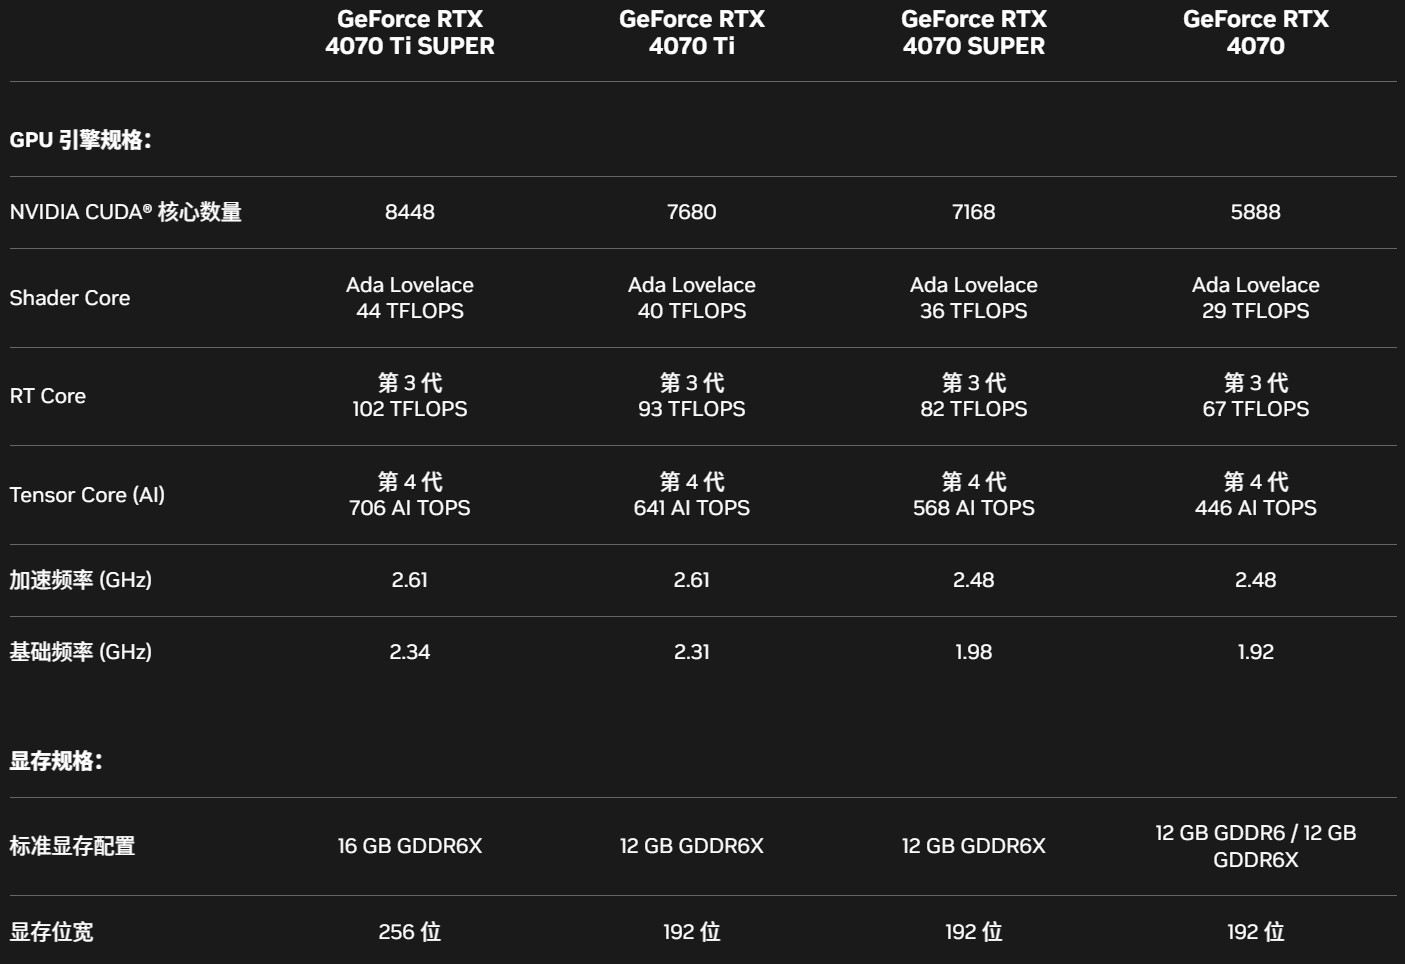 GeForce RTX
4070 Ti SUPER
GeForce RTX
4070 Ti
GeForce RTX
4070 SUPER
GeForce RTX
4070
GPU 引擎规格：
NVIDIA CUDA® 核心数量
8448
7680
7168
5888
Shader Core
Ada Lovelace
44 TFLOPS
Ada Lovelace
40 TFLOPS
Ada Lovelace
36 TFLOPS
Ada Lovelace
29 TFLOPS
RT Core
第 3 代
102 TFLOPS
第 3 代
93 TFLOPS
第 3 代
82 TFLOPS
第 3 代
67 TFLOPS
Tensor Core (AI)
第 4 代
706 AI TOPS
第 4 代
641 AI TOPS
第 4 代
568 AI TOPS
第 4 代
446 AI TOPS
加速频率 (GHz)
2.61
2.61
2.48
2.48
基础频率 (GHz)
2.34
2.31
1.98
1.92
显存规格：
标准显存配置
16 GB GDDR6X
12 GB GDDR6X
12 GB GDDR6X
12 GB GDDR6 / 12 GB
GDDR6X
显存位宽
256 位
192 位
192 位
192 位